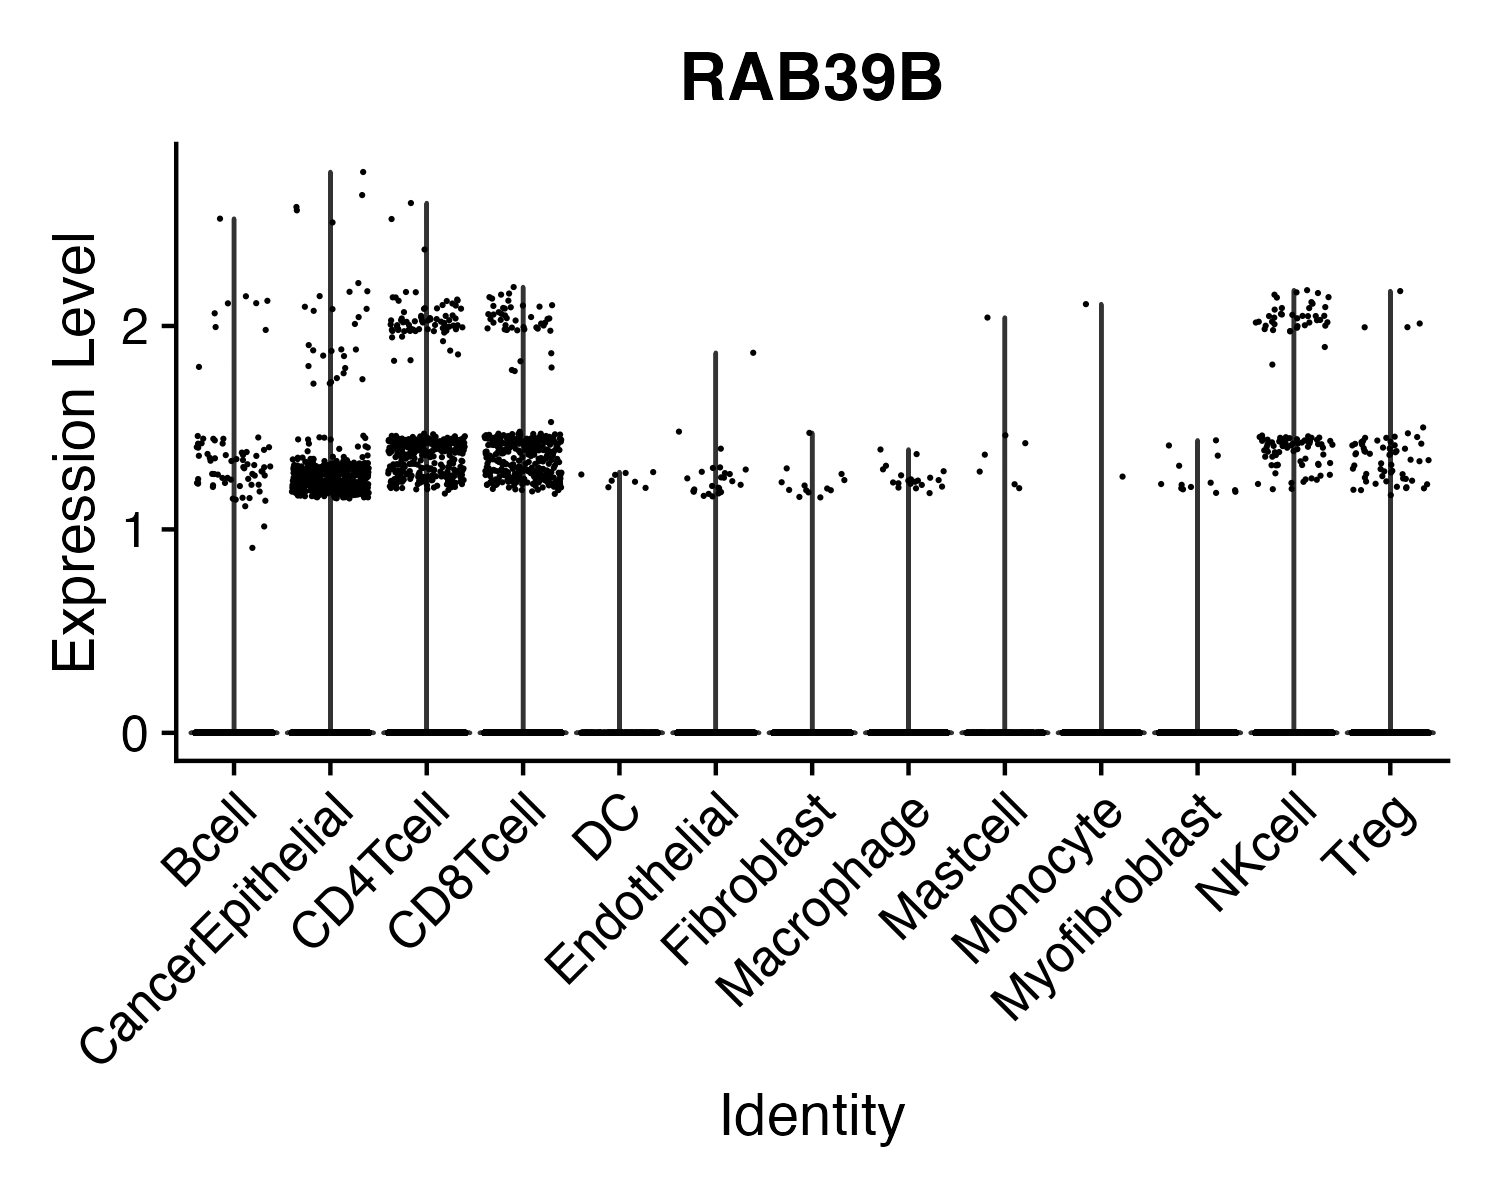 RAB39B
Expression Level
2
1
0
Bcell
CancerEpithelial
CD4Tcell
CD8Tcell
DC
Endothelial
Fibroblast
Macrophage
Mastcell
Monocyte
Myofibroblast
NKcell
Treg
Identity